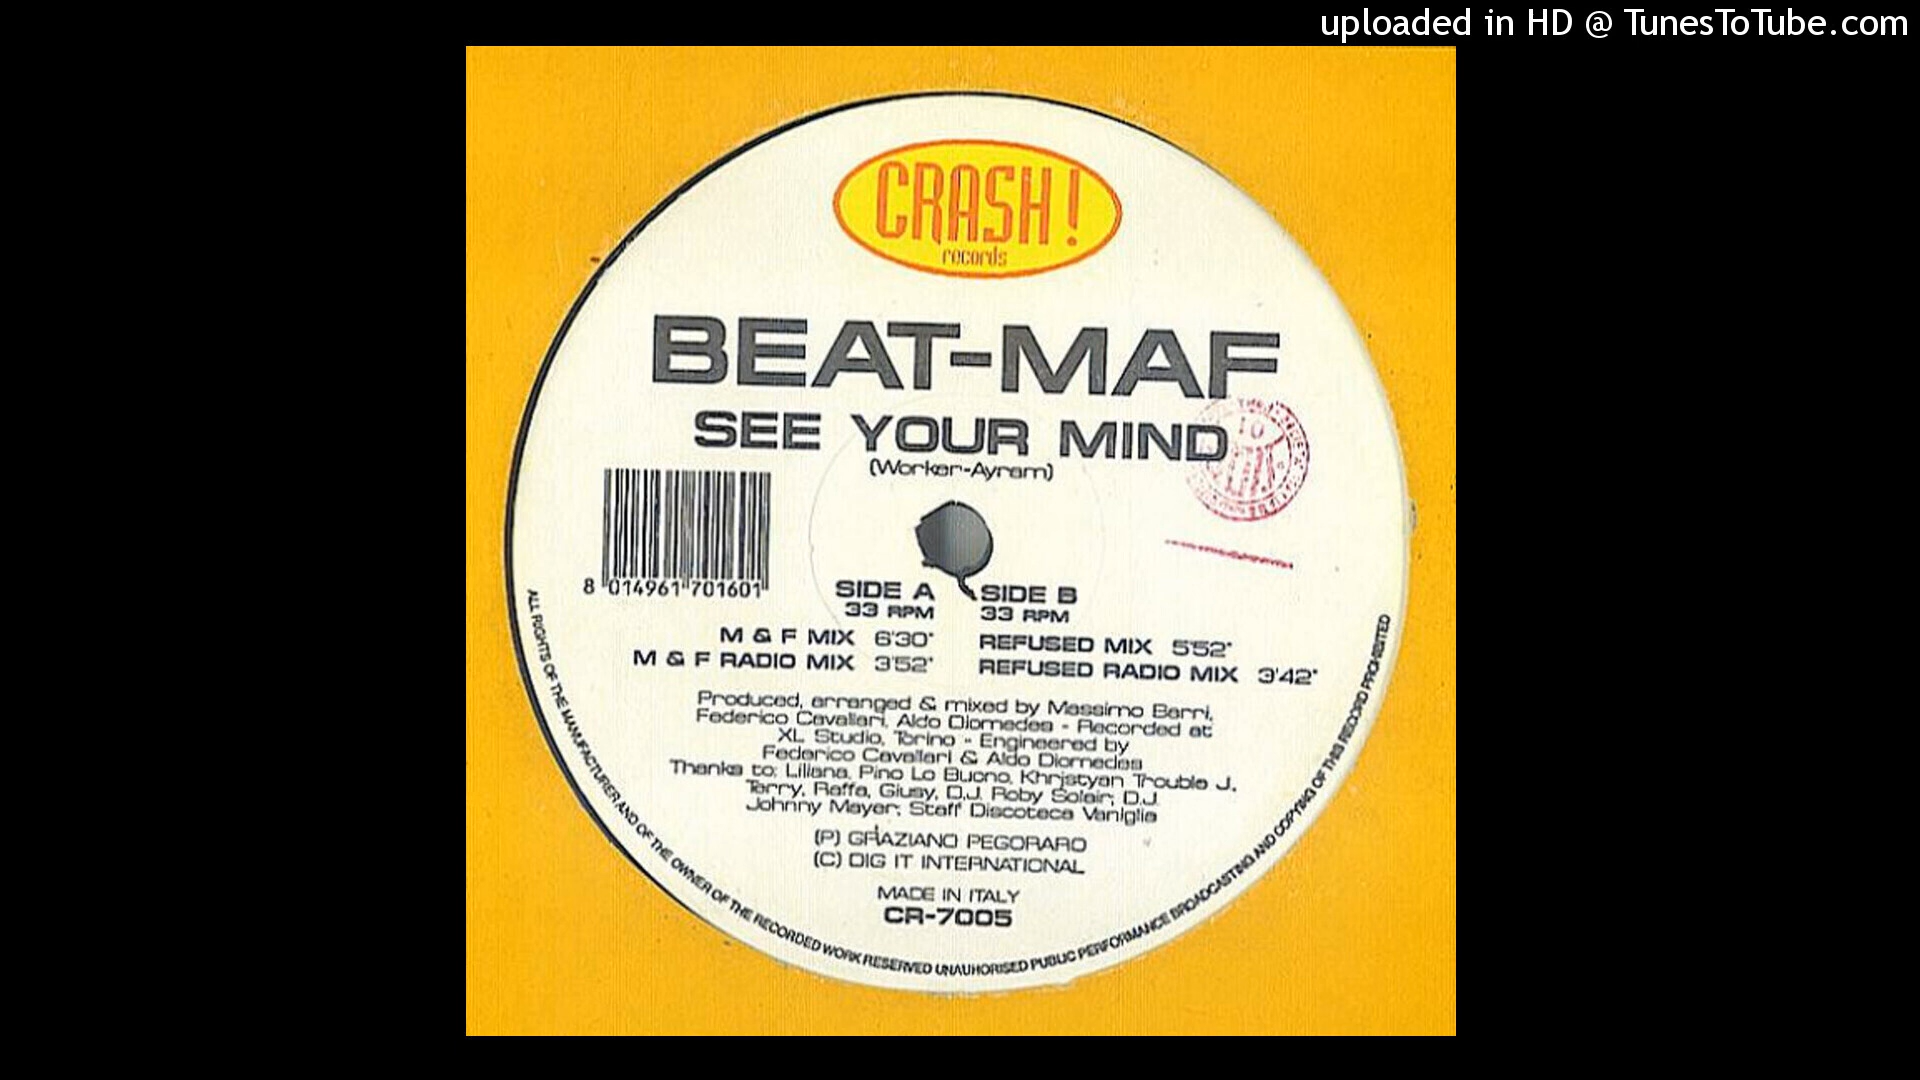 uploaded in HD @ TunesToTube.com
CRASH!
records
BEAT-MAF
SEE YOUR MIND
(Worker-Ayram)
10
8 014961 701601
SIDE A
33 RPM
M & F MIX 6'30"
M & F RADIO MIX 3'52"
SIDE B
33 RPM
REFUSED MIX 5'52"
REFUSED RADIO MIX 3'42"
Produced, arranged & mixed by Massimo Barri,
Federico Cavallari, Aldo Diomedes - Recorded at
XL Studio, Torino - Engineered by
Federico Cavallari & Aldo Diomedes
Thanks to: Liliana, Pino Lo Buono, Khristyan Trouble J.,
Terry, Raffa, Giusy, D.J. Roby Solair, D.J.
Johnny Mayer, Staff Discoteca Vaniglia
(P) GRAZIANO PEGORARO
(C) DIG IT INTERNATIONAL
MADE IN ITALY
CR-7005
ALL RIGHTS OF THE MANUFACTURER AND OF THE OWNER OF THE RECORDED WORK RESERVED UNAUHORISED PUBLIC PERFORMANCE BROADCASTING AND COPYING OF THIS RECORD PROHIBITED